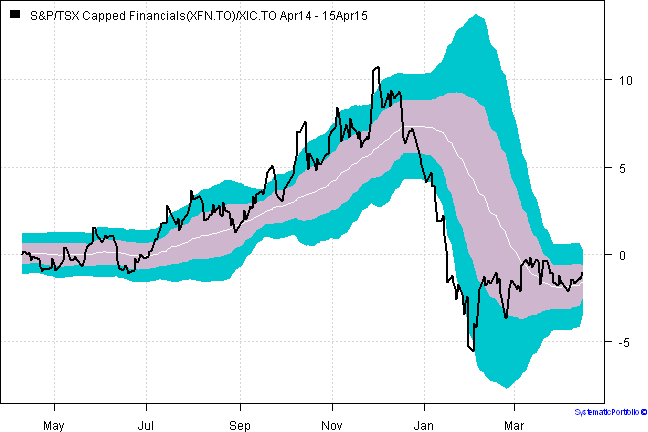 S&P/TSX Capped Financials(XFN.TO)/XIC.TO Apr14 - 15Apr15
10
5
0
-5
May Jul Sep Nov Jan Mar
SystematicPortfolio ©